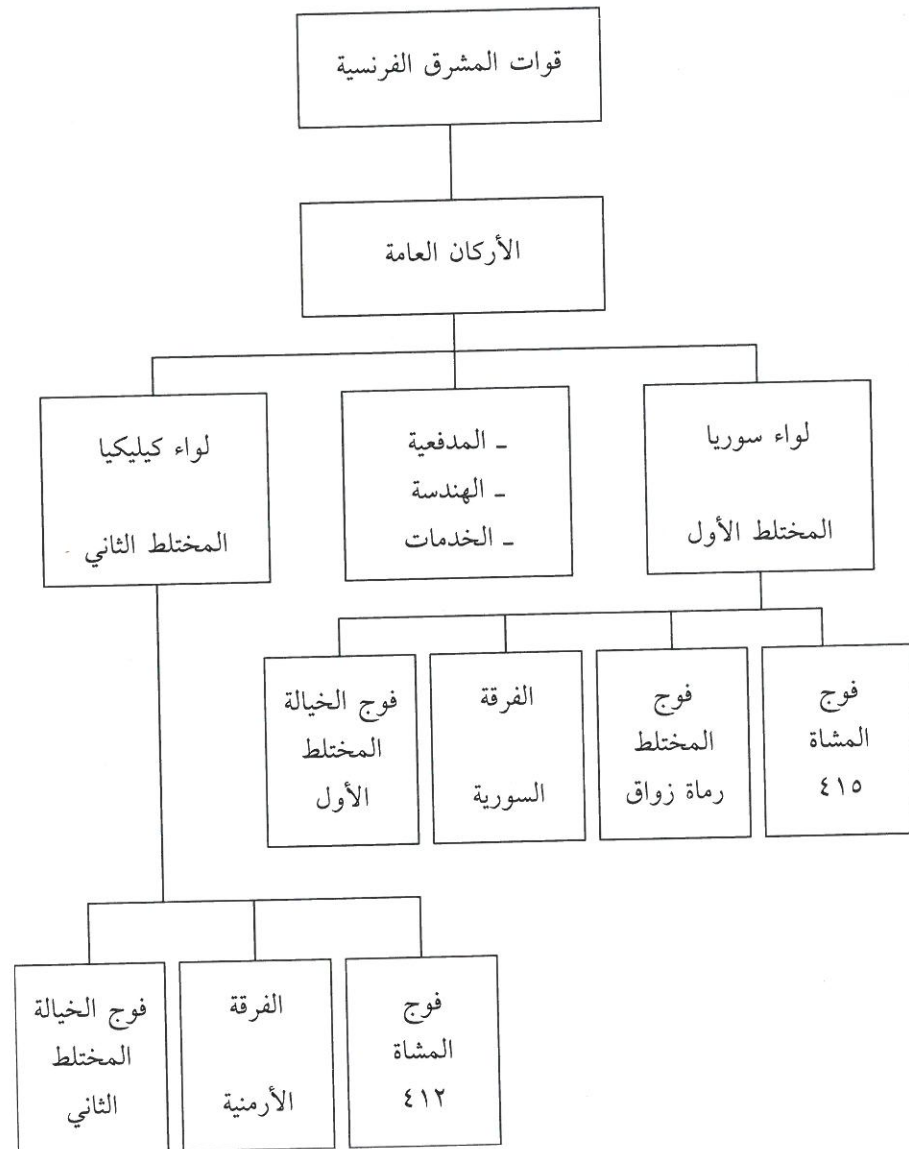 قوات المشرق الفرنسية
الأركان العامة
لواء سوريا
المختلط الأول
ـ المدفعية
ـ الهندسة
ـ الخدمات
لواء كيليكيا
المختلط الثاني
فوج
المشاة
٤١٥
فوج
المختلط
رماة زواق
الفرقة
السورية
فوج الخيالة
المختلط
الأول
فوج
المشاة
٤١٢
الفرقة
الأرمنية
فوج الخيالة
المختلط
الثاني